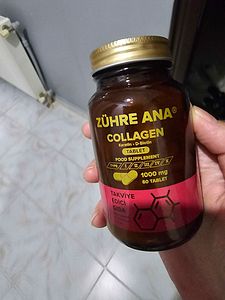 ZÜHRE ANA®
COLLAGEN
Keratin - D-Biotin
TABLET
FOOD SUPPLEMENT
1000 mg
60 TABLET
TAKVİYE
EDİCİ
GIDA